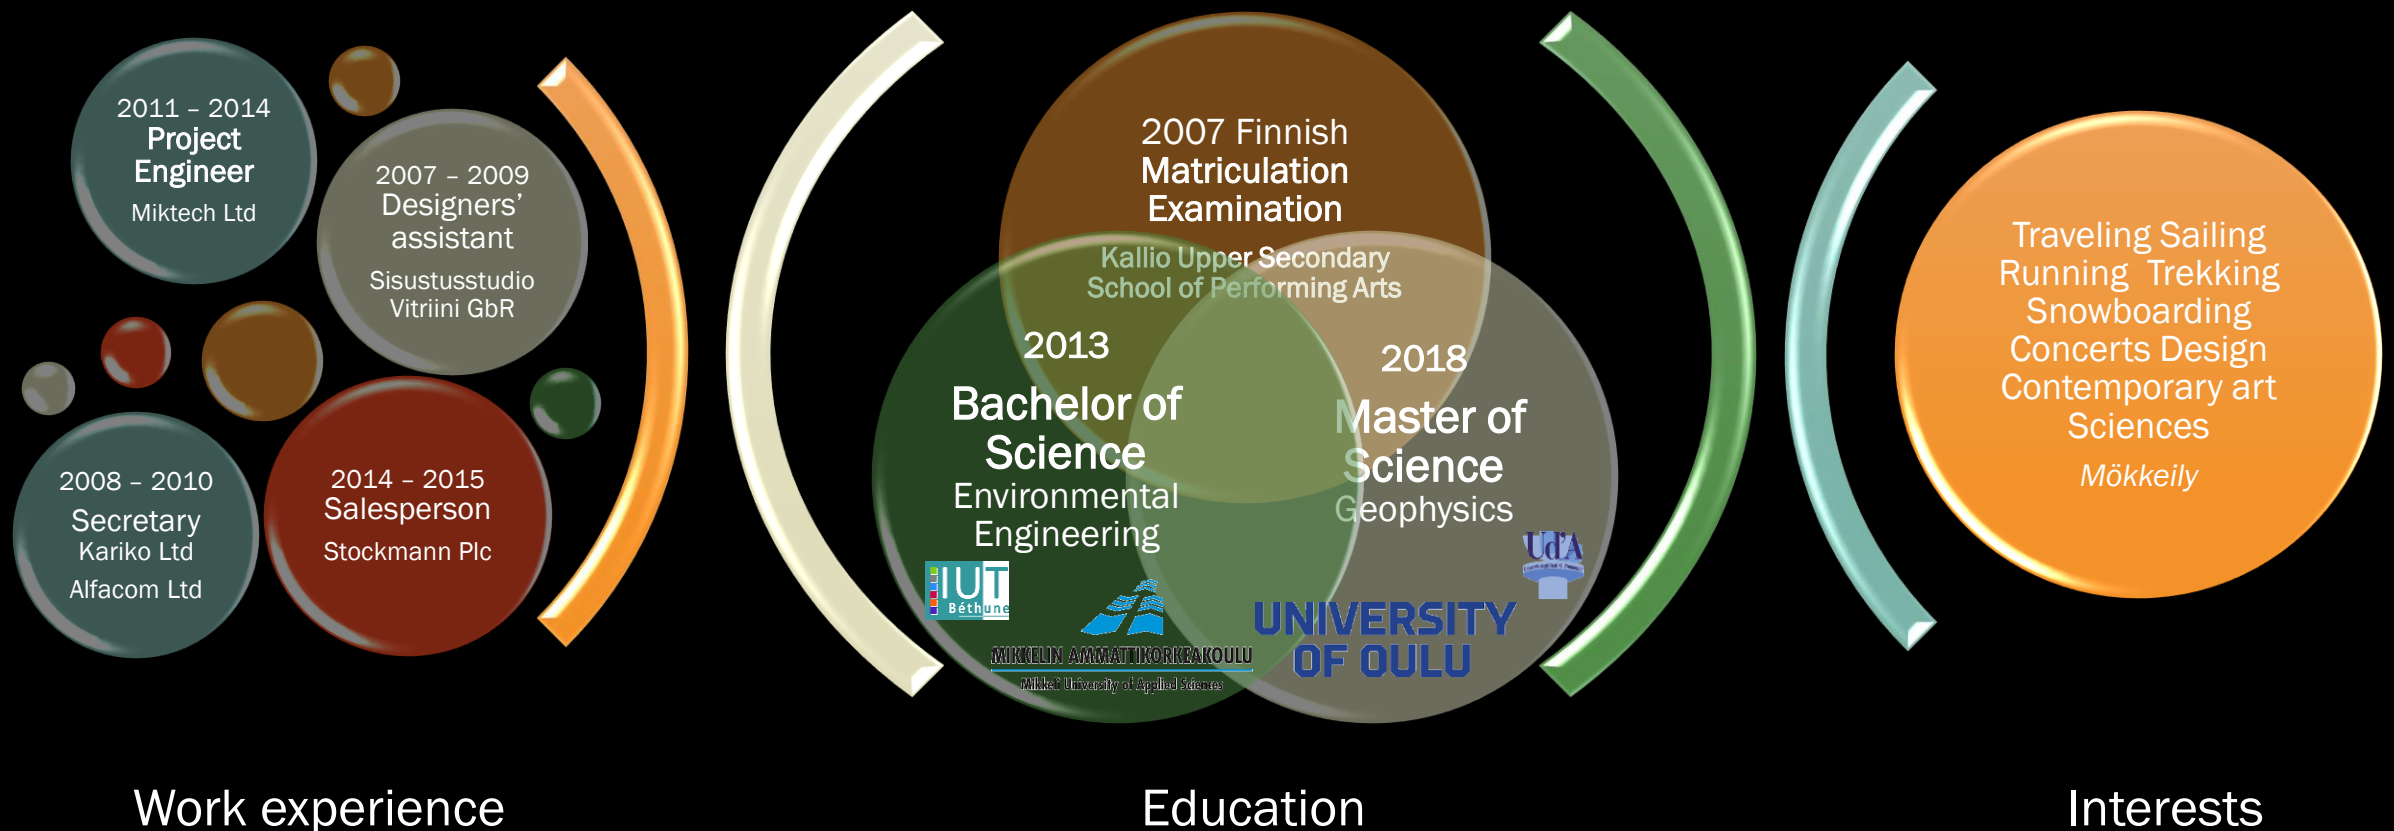 2011 – 2014
Project
Engineer
Miktech Ltd
2007 – 2009
Designers’
assistant
Sisustusstudio
Vitriini GbR
2008 – 2010
Secretary
Kariko Ltd
Alfacom Ltd
2014 – 2015
Salesperson
Stockmann Plc
Work experience
2007 Finnish
Matriculation
Examination
Kallio Upper Secondary
School of Performing Arts
2013
Bachelor of
Science
Environmental
Engineering
IUT
Béthune
MIKKELIN AMMATTIKORKEAKOULU
Mikkeli University of Applied Sciences
2018
Master of
Science
Geophysics
Ud'A
UNIVERSITY
OF OULU
Education
Traveling Sailing
Running  Trekking
Snowboarding
Concerts Design
Contemporary art
Sciences
Mökkeily
Interests